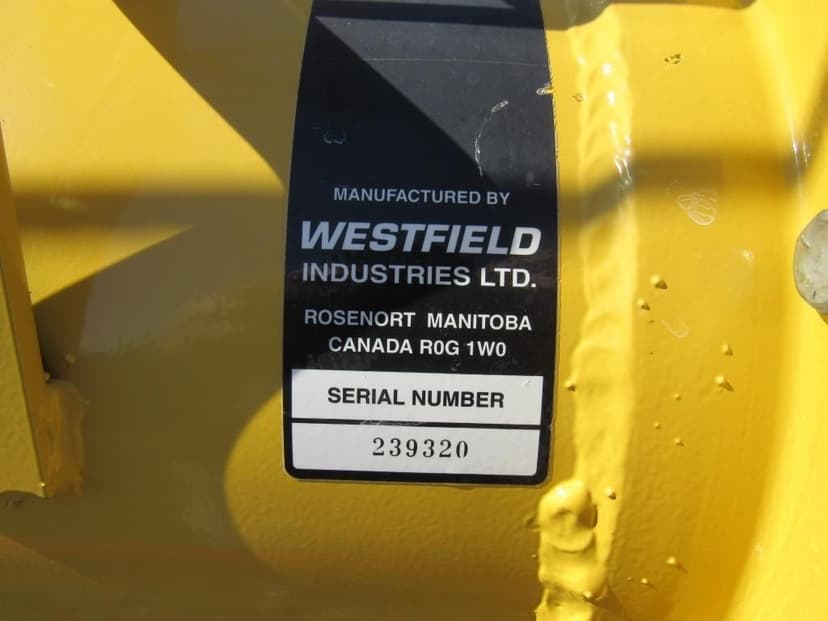 MANUFACTURED BY
WESTFIELD
INDUSTRIES LTD.
ROSENORT MANITOBA
CANADA R0G 1W0
SERIAL NUMBER
239320